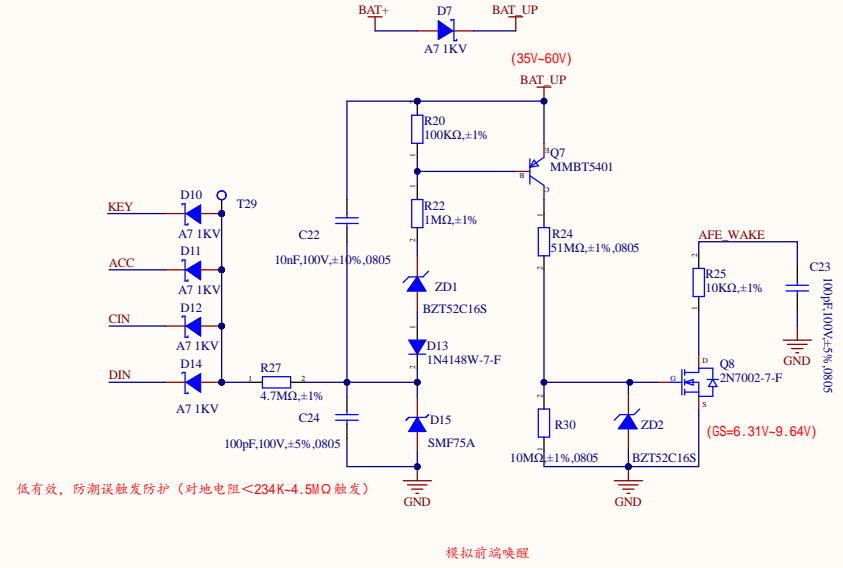 BAT+
D7
BAT_UP
A7 1KV
(35V~60V)
BAT_UP
R20
100KΩ,±1%
E
Q7
MMBT5401
B
C
D10
KEY
T29
A7 1KV
R22
1MΩ,±1%
C22
10nF,100V,±10%,0805
R24
51MΩ,±1%,0805
AFE_WAKE
D11
ACC
A7 1KV
ZD1
BZT52C16S
R25
10KΩ,±1%
C23
100pF,100V,±5%,0805
GND
D12
CIN
A7 1KV
D13
1N4148W-7-F
D14
DIN
A7 1KV
R27
1
2
4.7MΩ,±1%
D
G
S
Q8
2N7002-7-F
C24
100pF,100V,±5%,0805
D15
SMF75A
R30
10MΩ,±1%,0805
ZD2
BZT52C16S
(GS=6.31V~9.64V)
GND
GND
低有效，防潮误触发防护（对地电阻＜234K~4.5MΩ触发）
模拟前端唤醒